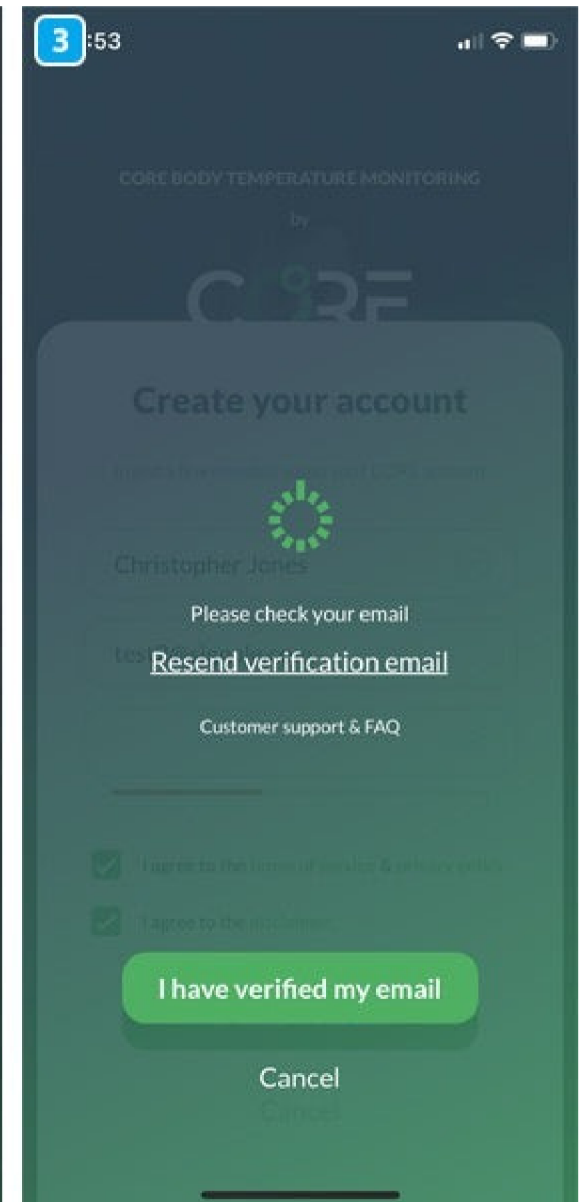 3 :53
CORE BODY TEMPERATURE MONITORING
by
CORE
Create your account
Christopher Jones
Please check your email
Resend verification email
Customer support & FAQ
I agree to the terms of service & privacy policy
I agree to the disclaimer
I have verified my email
Cancel
Cancel